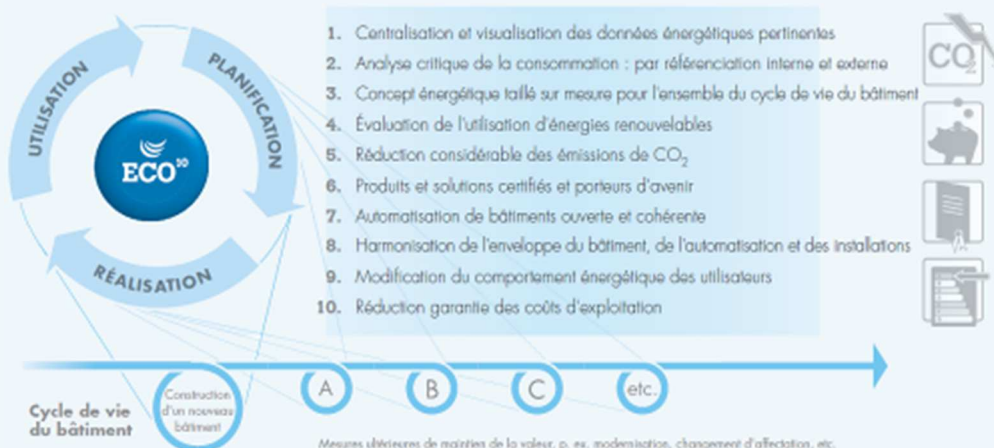 UTILISATION
PLANIFICATION
RÉALISATION
ECO10
1. Centralisation et visualisation des données énergétiques pertinentes
2. Analyse critique de la consommation : par référenciation interne et externe
3. Concept énergétique taillé sur mesure pour l'ensemble du cycle de vie du bâtiment
4. Évaluation de l'utilisation d'énergies renouvelables
5. Réduction considérable des émissions de CO2
6. Produits et solutions certifiés et porteurs d'avenir
7. Automatisation de bâtiments ouverte et cohérente
8. Harmonisation de l'enveloppe du bâtiment, de l'automatisation et des installations
9. Modification du comportement énergétique des utilisateurs
10. Réduction garantie des coûts d'exploitation
CO2
Cycle de vie
du bâtiment
Construction
d'un nouveau
bâtiment
A
B
C
etc.
Mesures ultérieures de maintien de la valeur, p. ex. modernisation, changement d'affectation, etc.